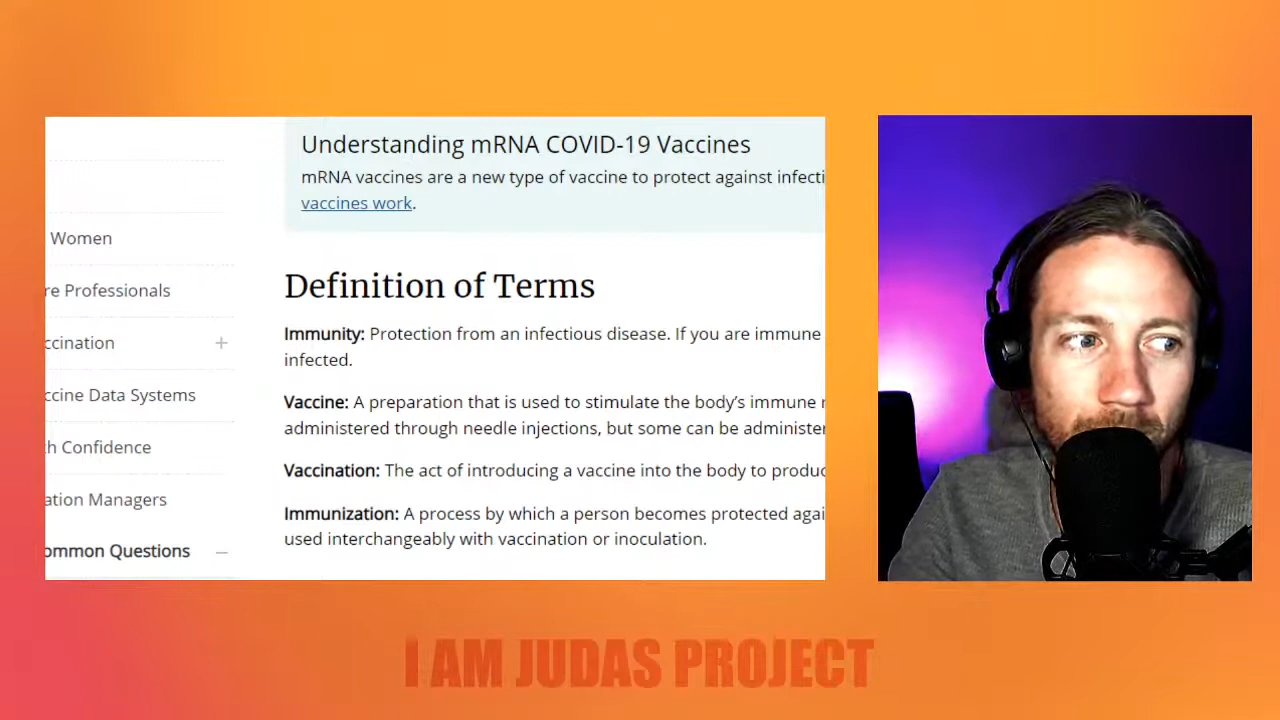 Understanding mRNA COVID-19 Vaccines
mRNA vaccines are a new type of vaccine to protect against infecti
vaccines work.
Women
re Professionals
ccination +
ccine Data Systems
h Confidence
ation Managers
ommon Questions −
Definition of Terms
Immunity: Protection from an infectious disease. If you are immune
infected.
Vaccine: A preparation that is used to stimulate the body’s immune r
administered through needle injections, but some can be administer
Vaccination: The act of introducing a vaccine into the body to produc
Immunization: A process by which a person becomes protected agai
used interchangeably with vaccination or inoculation.
I AM JUDAS PROJECT